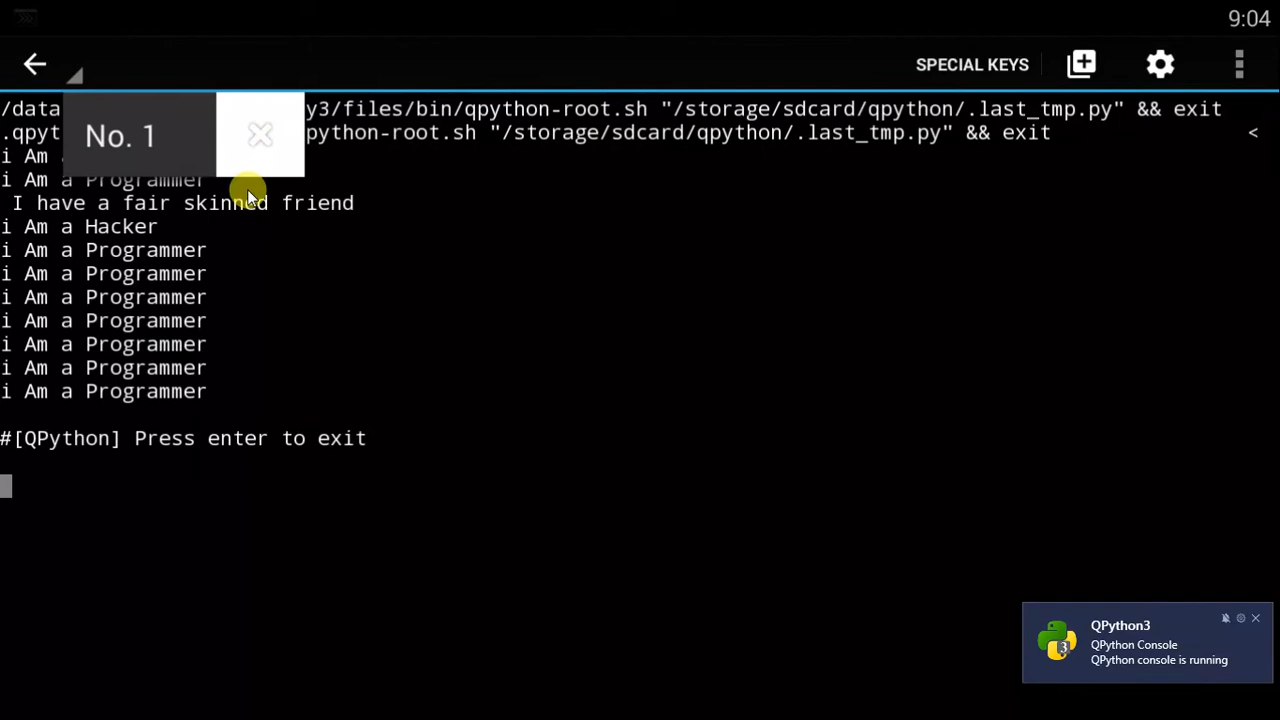 9:04
SPECIAL KEYS
/data y3/files/bin/qpython-root.sh "/storage/sdcard/qpython/.last_tmp.py" && exit
.qpyt python-root.sh "/storage/sdcard/qpython/.last_tmp.py" && exit <
No. 1
i Am
i Am a Programmer
I have a fair skinned friend
i Am a Hacker
i Am a Programmer
i Am a Programmer
i Am a Programmer
i Am a Programmer
i Am a Programmer
i Am a Programmer
i Am a Programmer
#[QPython] Press enter to exit
QPython3
QPython Console
QPython console is running
3